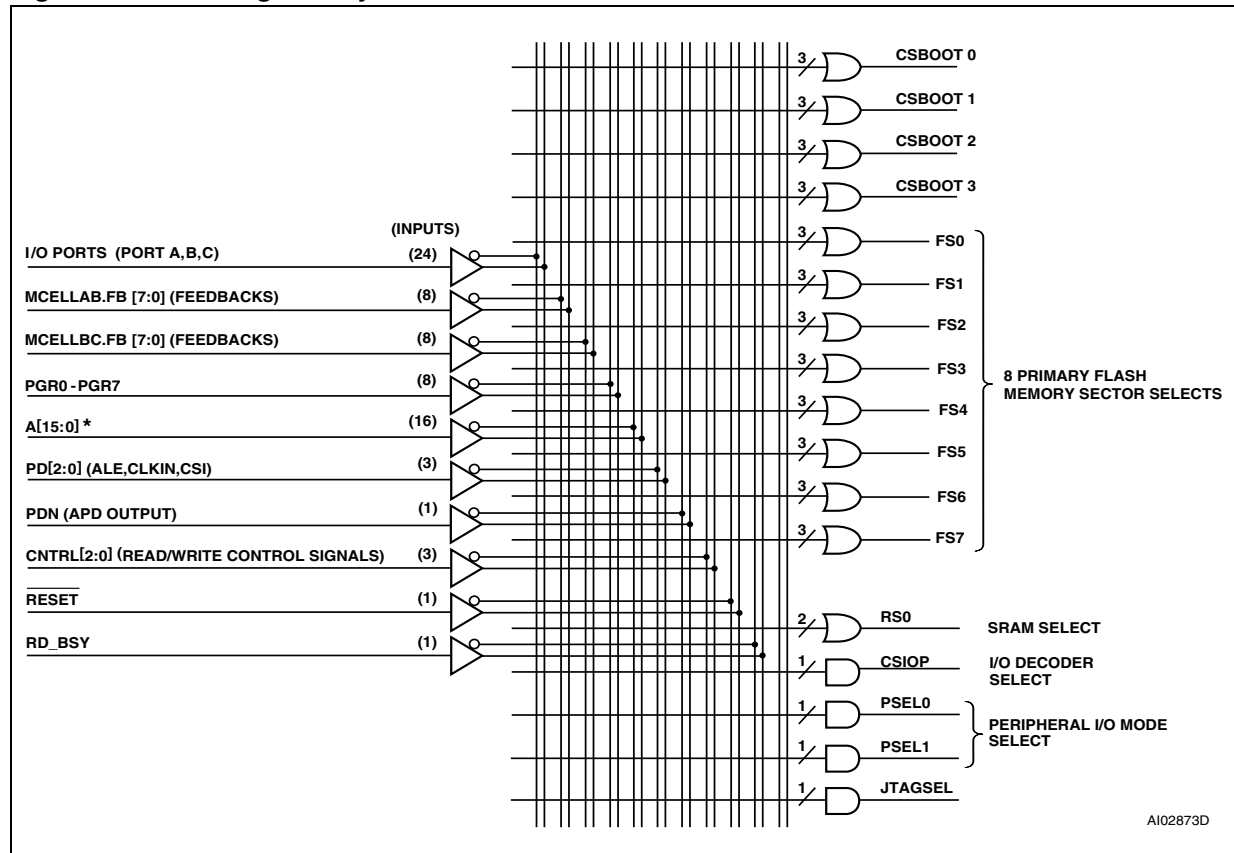 3 CSBOOT 0
3 CSBOOT 1
3 CSBOOT 2
3 CSBOOT 3
(INPUTS)
I/O PORTS (PORT A,B,C) (24)
MCELLAB.FB [7:0] (FEEDBACKS) (8)
MCELLBC.FB [7:0] (FEEDBACKS) (8)
PGR0 - PGR7 (8)
A[15:0] * (16)
PD[2:0] (ALE,CLKIN,CSI) (3)
PDN (APD OUTPUT) (1)
CNTRL[2:0] (READ/WRITE CONTROL SIGNALS) (3)
RESET (1)
RD_BSY (1)
3 FS0
3 FS1
3 FS2
3 FS3
3 FS4
3 FS5
3 FS6
3 FS7
8 PRIMARY FLASH
MEMORY SECTOR SELECTS
2 RS0 SRAM SELECT
1 CSIOP I/O DECODER
SELECT
1 PSEL0
1 PSEL1
PERIPHERAL I/O MODE
SELECT
1 JTAGSEL
AI02873D